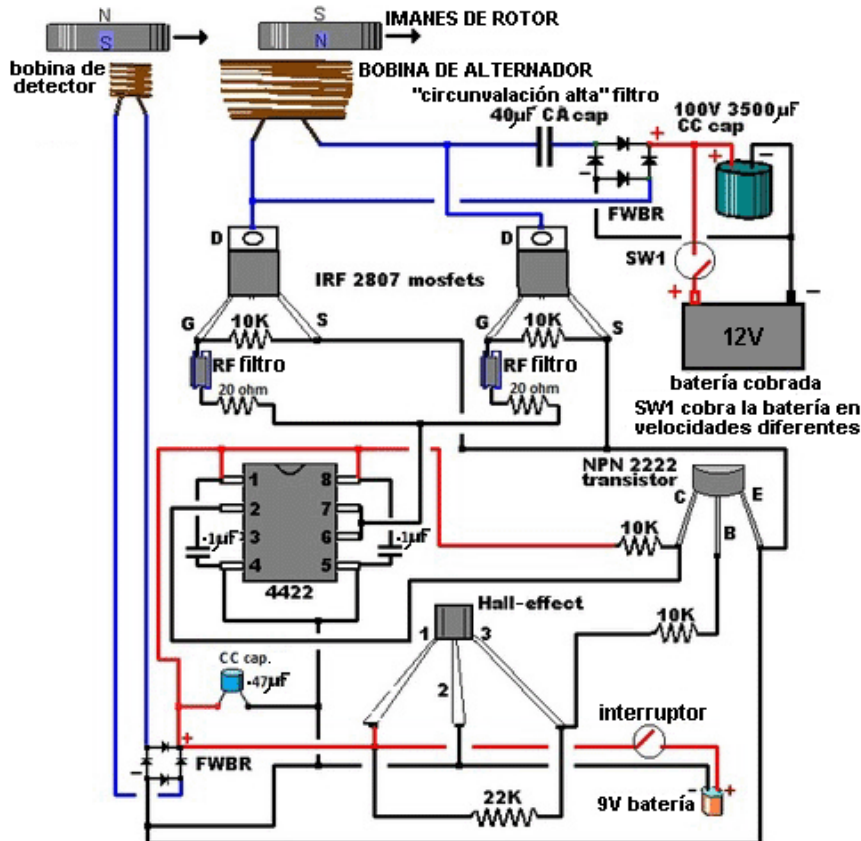 N
S
S
N
IMANES DE ROTOR
bobina de
detector
BOBINA DE ALTERNADOR
"circunvalación alta" filtro
40µF CA cap
100V 3500µF
CC cap
+
+
−
−
FWBR
D
D
SW1
IRF 2807 mosfets
+
−
G
10K
S
G
10K
S
12V
RF filtro
RF filtro
20 ohm
20 ohm
batería cobrada
SW1 cobra la batería en
velocidades diferentes
NPN 2222
transistor
1
8
C
E
2
7
10K
B
.1µF
3
6
.1µF
4
5
4422
Hall-effect
1
3
10K
CC cap.
.47µF
2
interruptor
+
−
FWBR
22K
-
+
9V batería